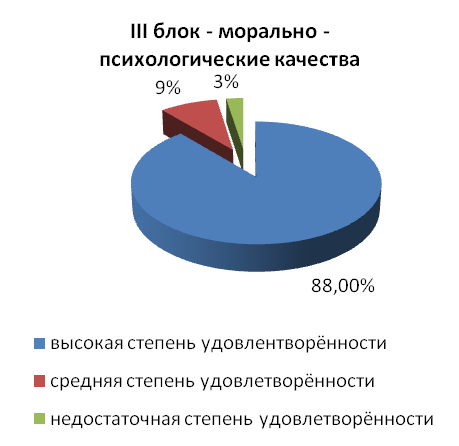 III блок - морально -
психологические качества
9%
3%
88,00%
высокая степень удовлентворённости
средняя степень удовлетворённости
недостаточная степень удовлетворённости